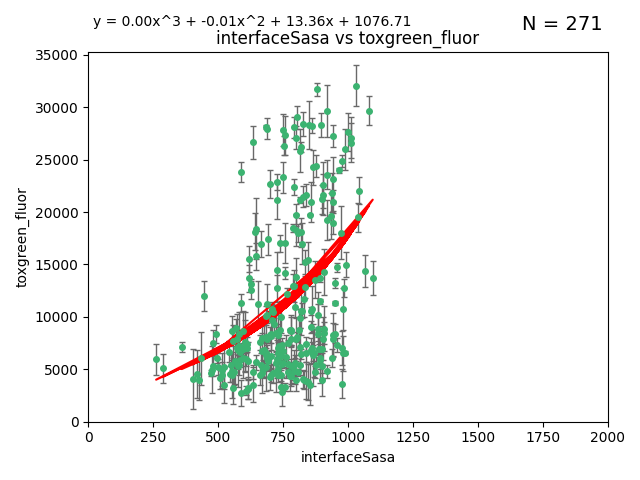 y = 0.00x^3 + -0.01x^2 + 13.36x + 1076.71
N = 271
interfaceSasa vs toxgreen_fluor
35000
30000
25000
20000
15000
10000
5000
0
toxgreen_fluor
0 250 500 750 1000 1250 1500 1750 2000
interfaceSasa